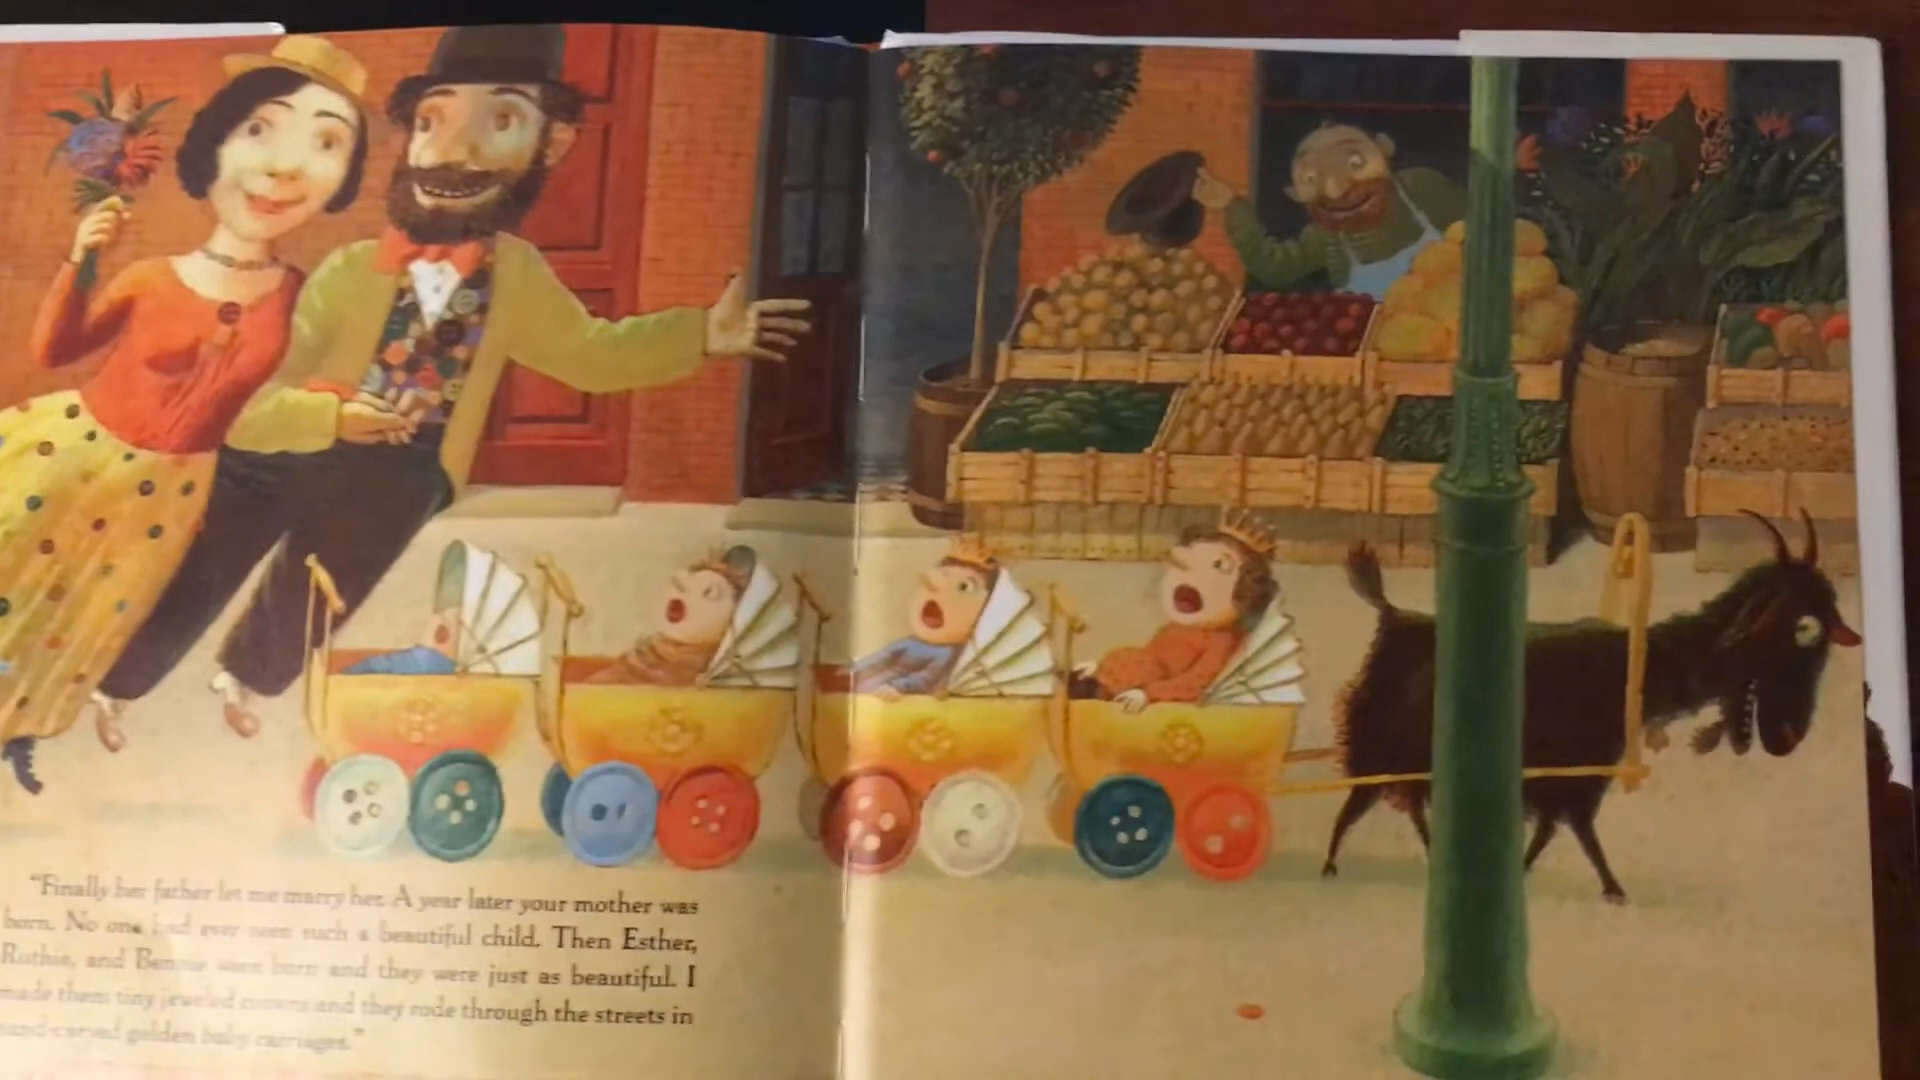 "Finally her father let me marry her. A year later your mother was
born. No one had ever seen such a beautiful child. Then Esther,
Ruthie, and Bennie were born and they were just as beautiful. I
made them tiny jeweled crowns and they rode through the streets in
hand-carved golden baby carriages."